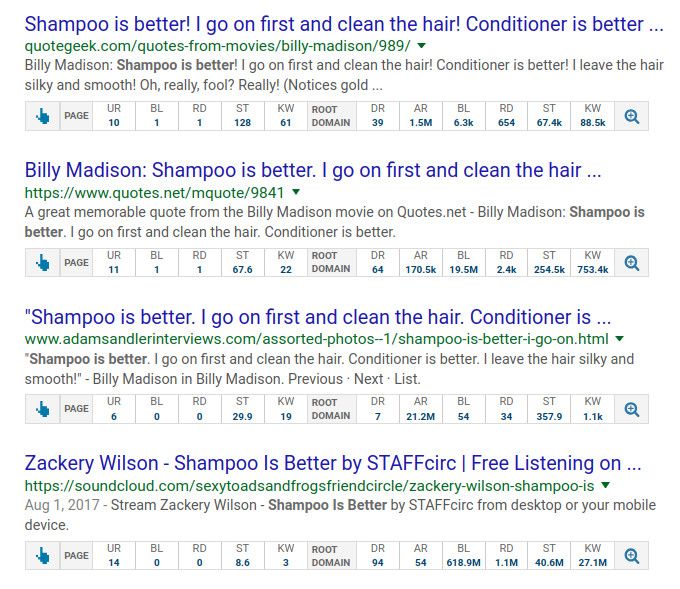 Shampoo is better! I go on first and clean the hair! Conditioner is better ...
quotegeek.com/quotes-from-movies/billy-madison/989/
Billy Madison: Shampoo is better! I go on first and clean the hair! Conditioner is better! I leave the hair
silky and smooth! Oh, really, fool? Really! (Notices gold ...
PAGE UR 10 BL 1 RD 1 ST 128 KW 61 ROOT DOMAIN DR 39 AR 1.5M BL 6.3k RD 654 ST 67.4k KW 88.5k
Billy Madison: Shampoo is better. I go on first and clean the hair ...
https://www.quotes.net/mquote/9841
A great memorable quote from the Billy Madison movie on Quotes.net - Billy Madison: Shampoo is
better. I go on first and clean the hair. Conditioner is better.
PAGE UR 11 BL 1 RD 1 ST 67.6 KW 22 ROOT DOMAIN DR 64 AR 170.5k BL 19.5M RD 2.4k ST 254.5k KW 753.4k
"Shampoo is better. I go on first and clean the hair. Conditioner is ...
www.adamsandlerinterviews.com/assorted-photos--1/shampoo-is-better-i-go-on.html
"Shampoo is better. I go on first and clean the hair. Conditioner is better. I leave the hair silky and
smooth!" - Billy Madison in Billy Madison. Previous · Next · List.
PAGE UR 6 BL 0 RD 0 ST 29.9 KW 19 ROOT DOMAIN DR 7 AR 21.2M BL 54 RD 34 ST 357.9 KW 1.1k
Zackery Wilson - Shampoo Is Better by STAFFcirc | Free Listening on ...
https://soundcloud.com/sexytoadsandfrogsfriendcircle/zackery-wilson-shampoo-is
Aug 1, 2017 - Stream Zackery Wilson - Shampoo Is Better by STAFFcirc from desktop or your mobile
device.
PAGE UR 14 BL 0 RD 0 ST 8.6 KW 3 ROOT DOMAIN DR 94 AR 54 BL 618.9M RD 1.1M ST 40.6M KW 27.1M